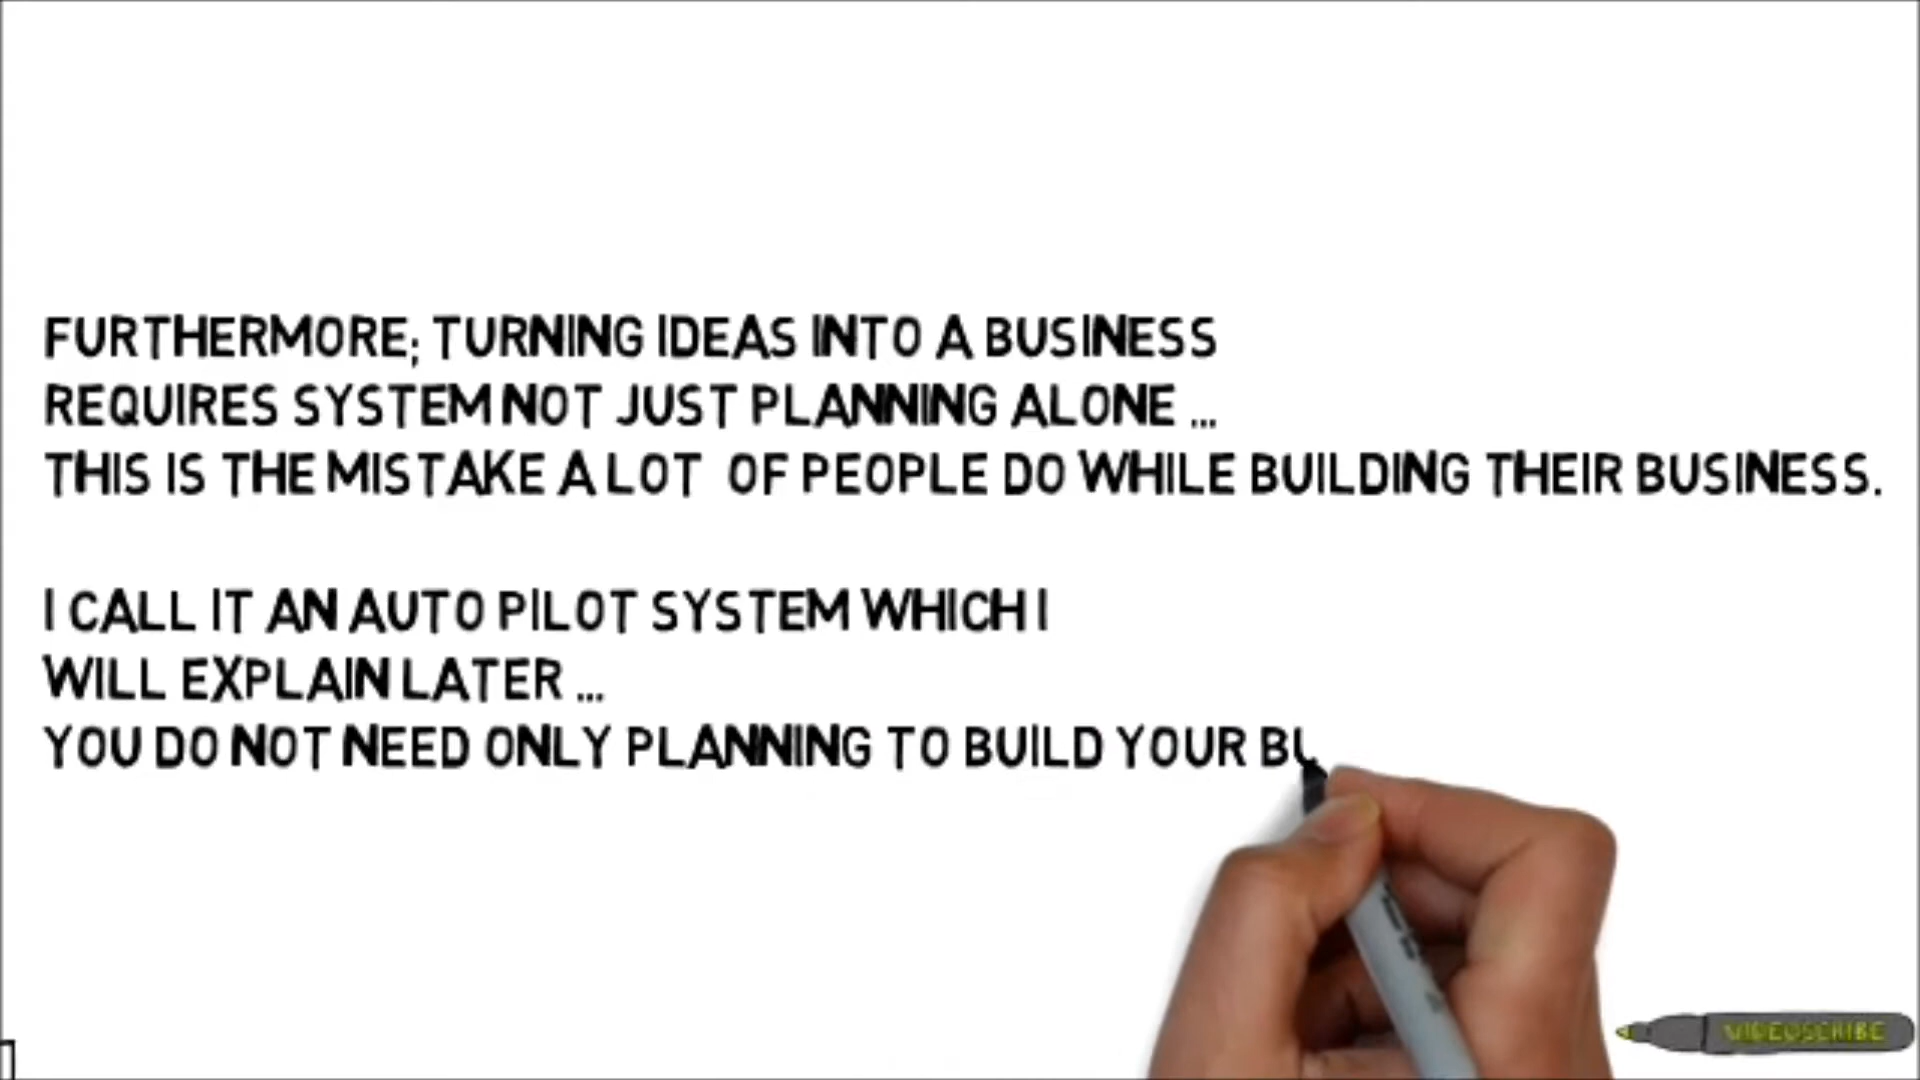 FURTHERMORE; TURNING IDEAS INTO A BUSINESS
REQUIRES SYSTEM NOT JUST PLANNING ALONE ...
THIS IS THE MISTAKE A LOT OF PEOPLE DO WHILE BUILDING THEIR BUSINESS.
I CALL IT AN AUTO PILOT SYSTEM WHICH I
WILL EXPLAIN LATER ...
YOU DO NOT NEED ONLY PLANNING TO BUILD YOUR BU
VIDEOSCRIBE